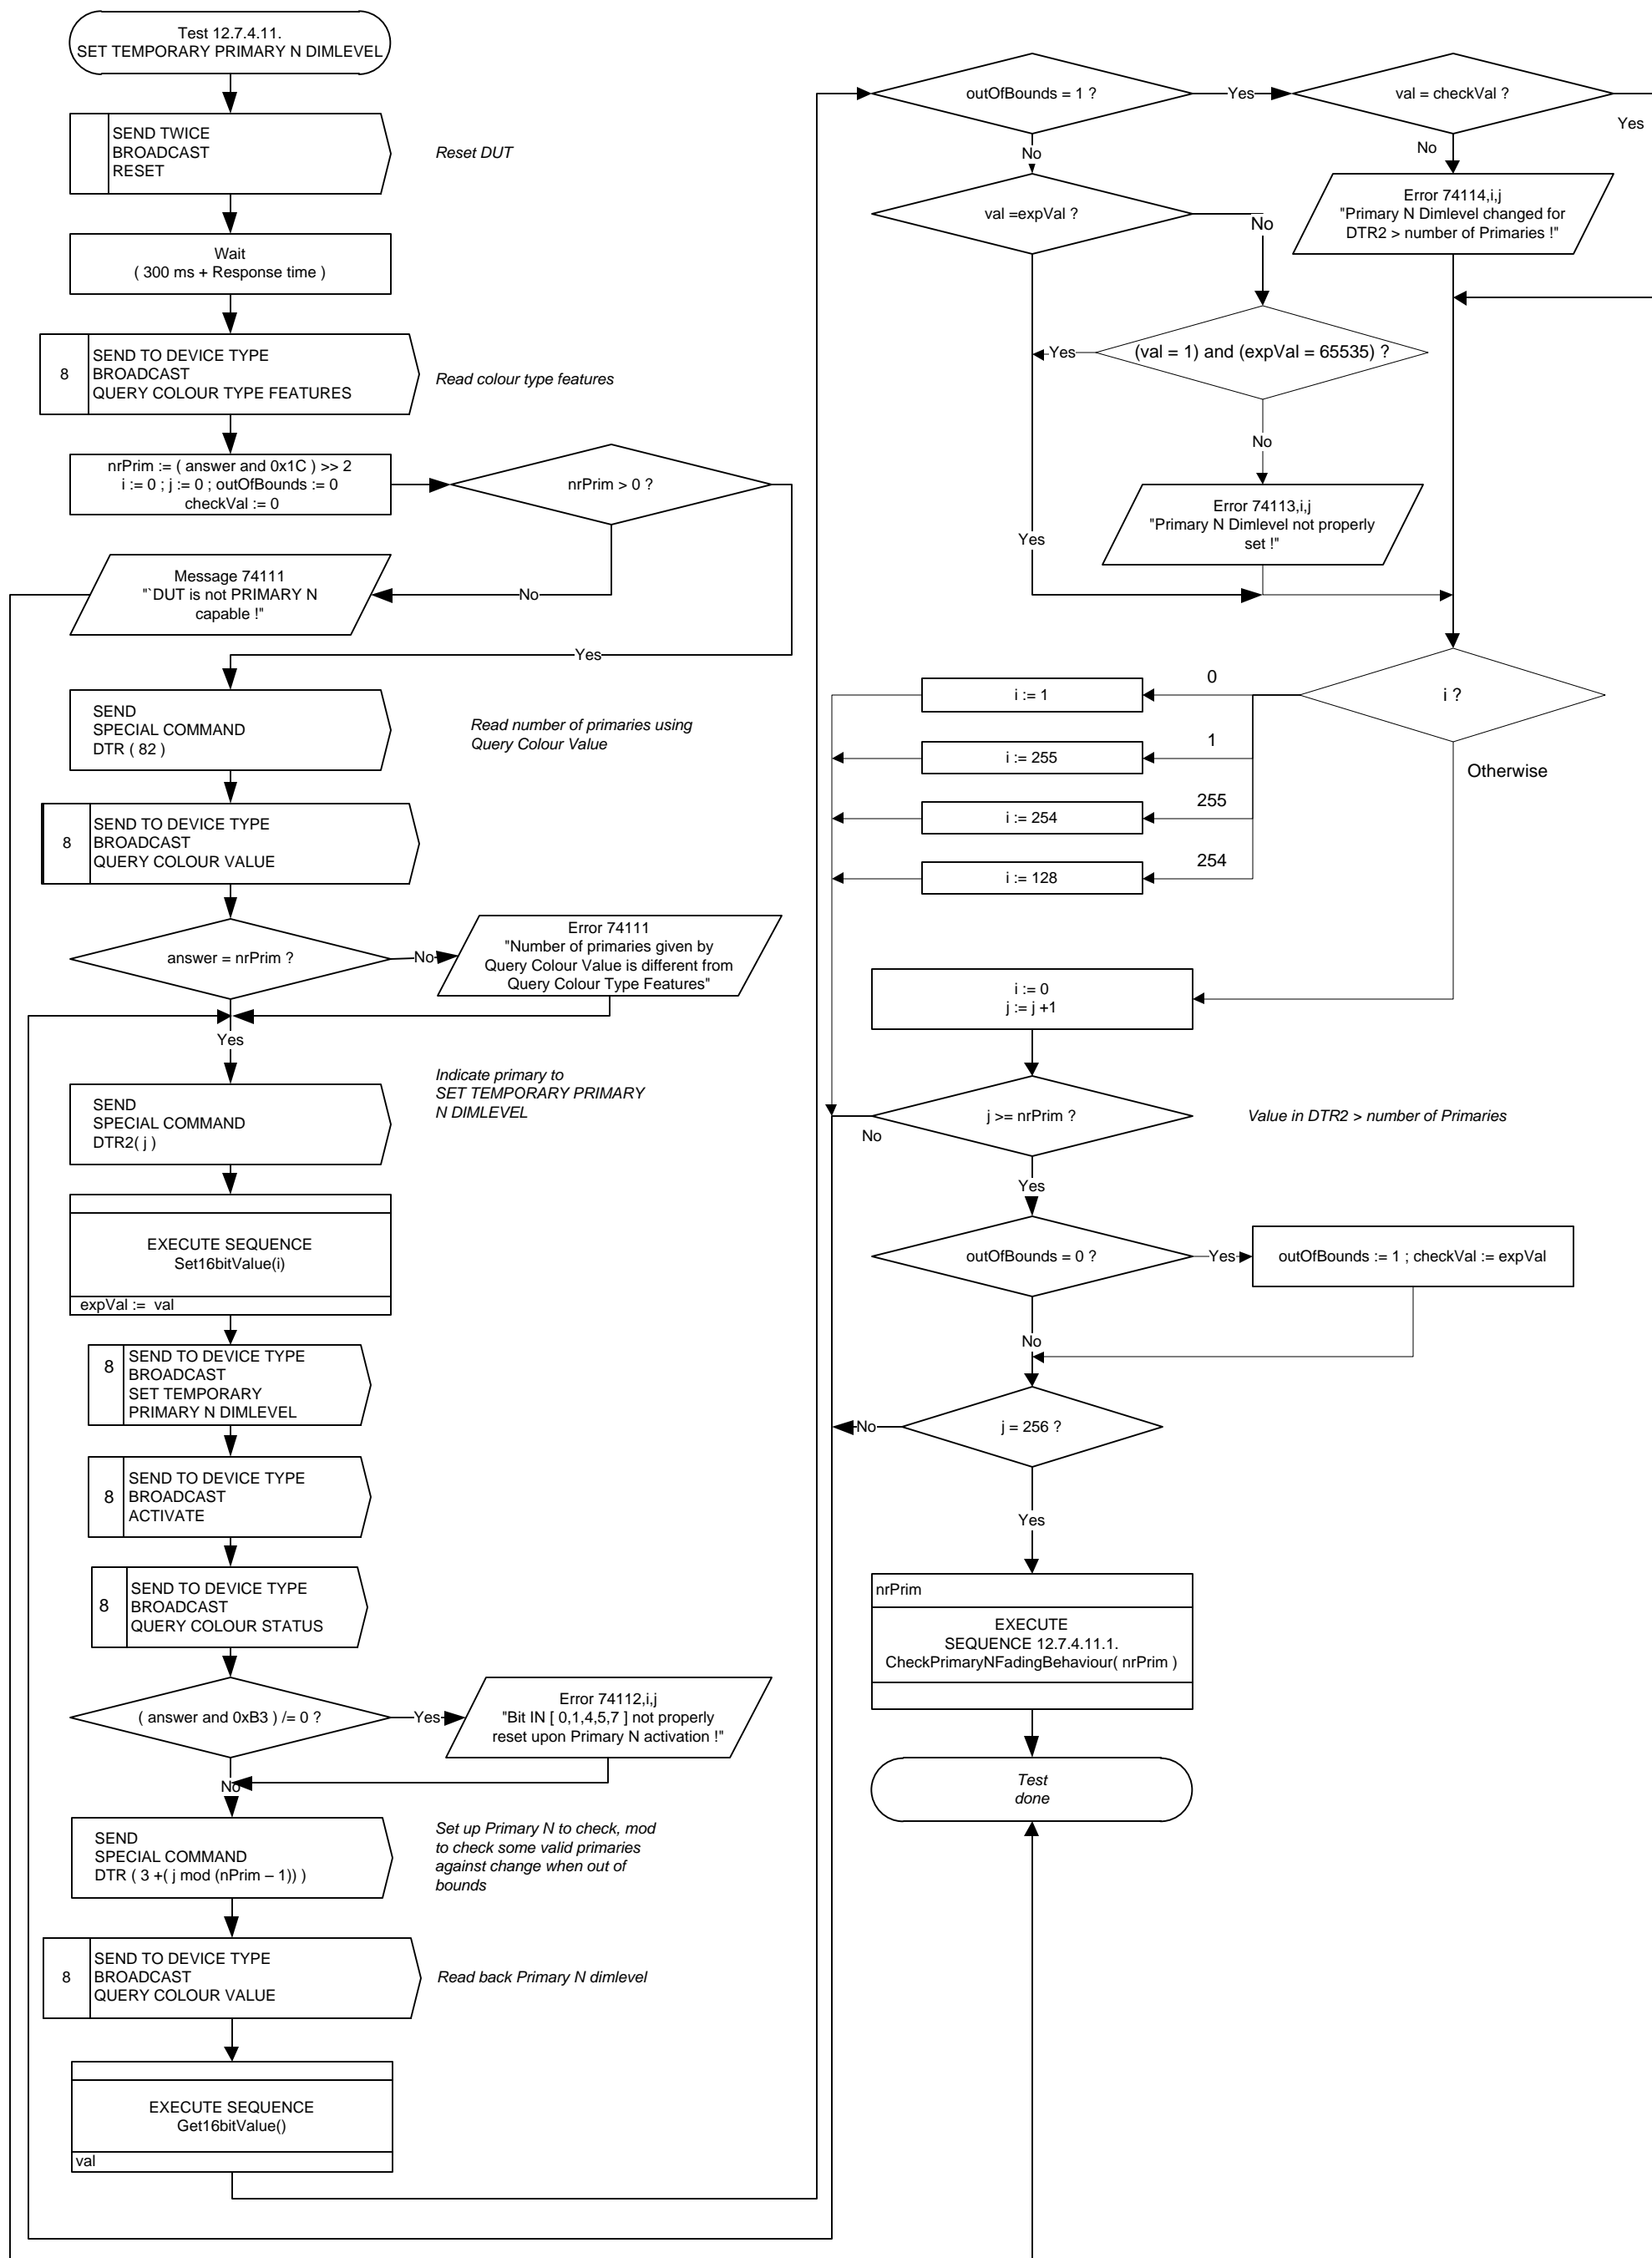 Test 12.7.4.11.
SET TEMPORARY PRIMARY N DIMLEVEL
SEND TWICE
BROADCAST
RESET
Reset DUT
Wait
( 300 ms + Response time )
8
SEND TO DEVICE TYPE
BROADCAST
QUERY COLOUR TYPE FEATURES
Read colour type features
nrPrim := ( answer and 0x1C ) >> 2
i := 0 ; j := 0 ; outOfBounds := 0
checkVal := 0
nrPrim > 0 ?
Message 74111
"`DUT is not PRIMARY N
capable !"
No
Yes
SEND
SPECIAL COMMAND
DTR ( 82 )
Read number of primaries using
Query Colour Value
8
SEND TO DEVICE TYPE
BROADCAST
QUERY COLOUR VALUE
answer = nrPrim ?
No
Error 74111
"Number of primaries given by
Query Colour Value is different from
Query Colour Type Features"
Yes
SEND
SPECIAL COMMAND
DTR2( j )
Indicate primary to
SET TEMPORARY PRIMARY
N DIMLEVEL
EXECUTE SEQUENCE
Set16bitValue(i)
expVal := val
8
SEND TO DEVICE TYPE
BROADCAST
SET TEMPORARY
PRIMARY N DIMLEVEL
8
SEND TO DEVICE TYPE
BROADCAST
ACTIVATE
8
SEND TO DEVICE TYPE
BROADCAST
QUERY COLOUR STATUS
( answer and 0xB3 ) /= 0 ?
Yes
Error 74112,i,j
"Bit IN [ 0,1,4,5,7 ] not properly
reset upon Primary N activation !"
No
SEND
SPECIAL COMMAND
DTR ( 3 +( j mod (nPrim – 1)) )
Set up Primary N to check, mod
to check some valid primaries
against change when out of
bounds
8
SEND TO DEVICE TYPE
BROADCAST
QUERY COLOUR VALUE
Read back Primary N dimlevel
EXECUTE SEQUENCE
Get16bitValue()
val
outOfBounds = 1 ?
Yes
val = checkVal ?
Yes
No
No
Error 74114,i,j
"Primary N Dimlevel changed for
DTR2 > number of Primaries !"
val =expVal ?
No
(val = 1) and (expVal = 65535) ?
Yes
No
Error 74113,i,j
"Primary N Dimlevel not properly
set !"
Yes
i ?
0
i := 1
1
i := 255
255
i := 254
254
i := 128
Otherwise
i := 0
j := j +1
j >= nrPrim ?
No
Value in DTR2 > number of Primaries
Yes
outOfBounds = 0 ?
Yes
outOfBounds := 1 ; checkVal := expVal
No
j = 256 ?
No
Yes
nrPrim
EXECUTE
SEQUENCE 12.7.4.11.1.
CheckPrimaryNFadingBehaviour( nrPrim )
Test
done